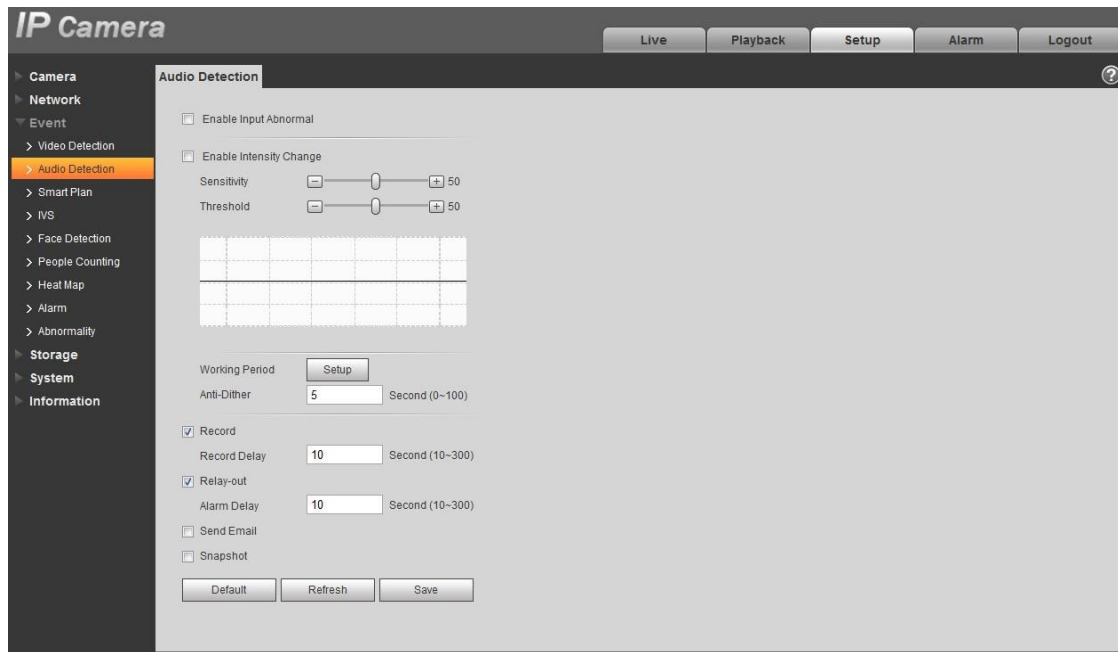 IP Camera
Live Playback Setup Alarm Logout
Camera
Network
Event
Video Detection
Audio Detection
Smart Plan
IVS
Face Detection
People Counting
Heat Map
Alarm
Abnormality
Storage
System
Information
Audio Detection
?
Enable Input Abnormal
Enable Intensity Change
Sensitivity 50
Threshold 50
Working Period Setup
Anti-Dither 5 Second (0~100)
Record
Record Delay 10 Second (10~300)
Relay-out
Alarm Delay 10 Second (10~300)
Send Email
Snapshot
Default Refresh Save